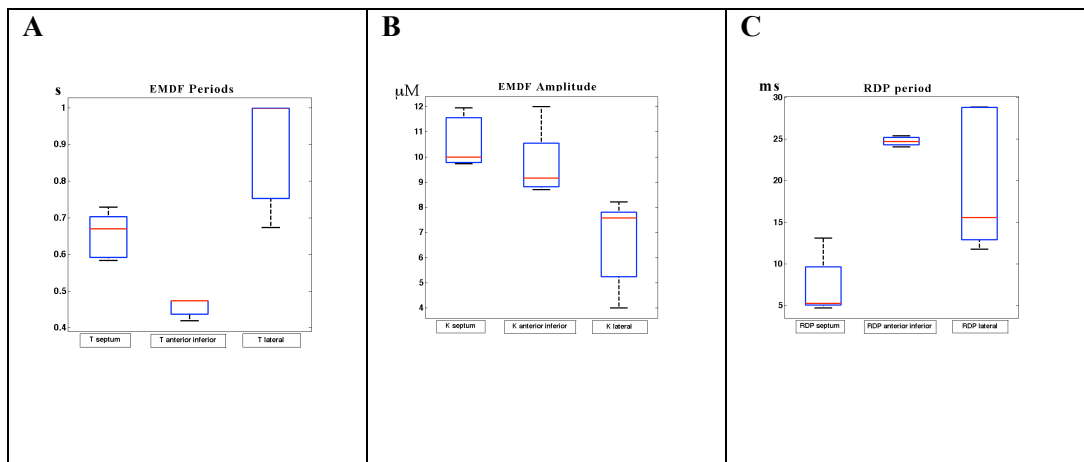 A
s
EMDF Periods
1
0.9
0.8
0.7
0.6
0.5
0.4
T septum
T anterior inferior
T lateral
B
μM
EMDF Amplitude
12
11
10
9
8
7
6
5
4
K septum
K anterior inferior
K lateral
C
ms
RDP period
30
25
20
15
10
5
RDP septum
RDP anterior inferior
RDP lateral